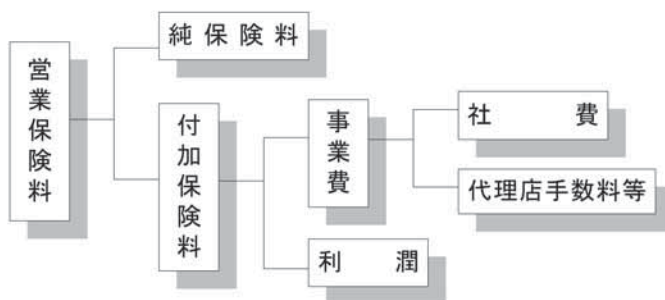 営業保険料
純保険料
付加保険料
事業費
社費
代理店手数料等
利潤